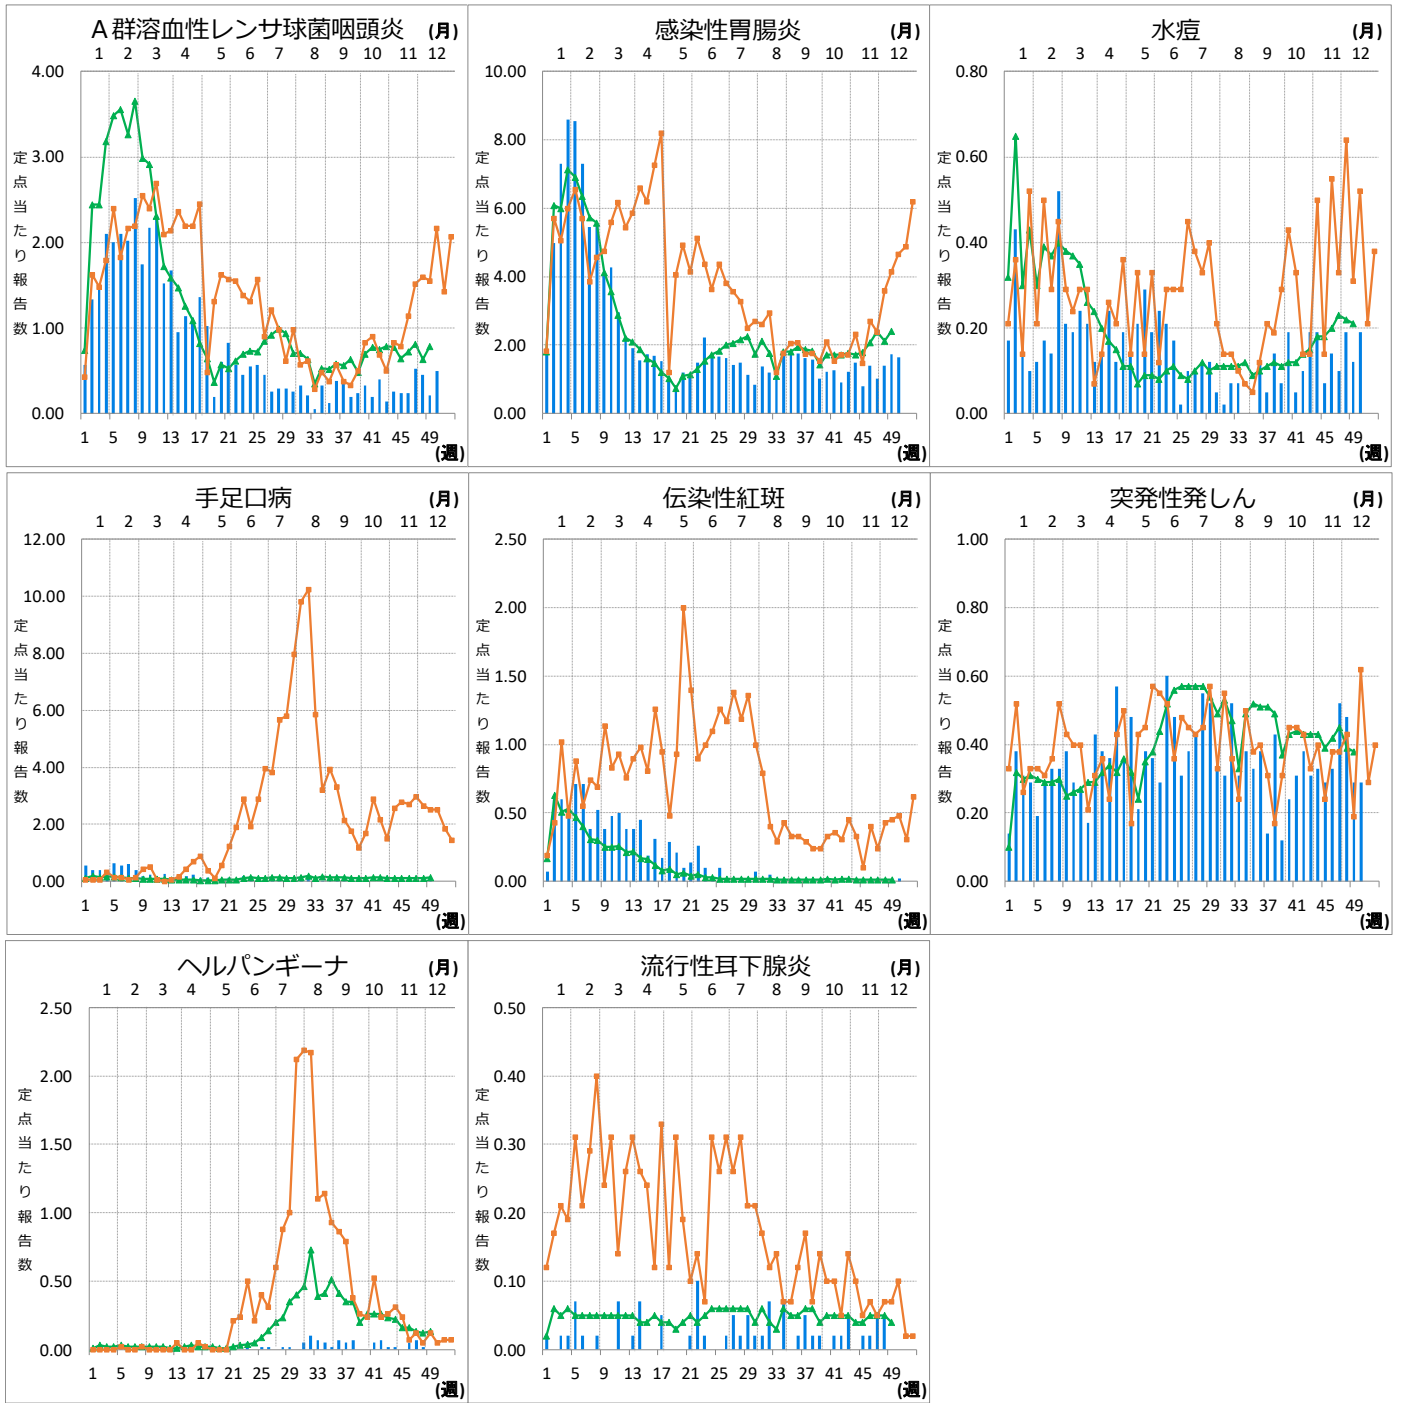 A群溶血性レンサ球菌咽頭炎 (月)
1 2 3 4 5 6 7 8 9 10 11 12
定点当たり報告数
4.00
3.00
2.00
1.00
0.00
1 5 9 13 17 21 25 29 33 37 41 45 49
(週)
感染性胃腸炎 (月)
1 2 3 4 5 6 7 8 9 10 11 12
定点当たり報告数
10.00
8.00
6.00
4.00
2.00
0.00
1 5 9 13 17 21 25 29 33 37 41 45 49
(週)
水痘 (月)
1 2 3 4 5 6 7 8 9 10 11 12
定点当たり報告数
0.80
0.60
0.40
0.20
0.00
1 5 9 13 17 21 25 29 33 37 41 45 49
(週)
手足口病 (月)
1 2 3 4 5 6 7 8 9 10 11 12
定点当たり報告数
12.00
10.00
8.00
6.00
4.00
2.00
0.00
1 5 9 13 17 21 25 29 33 37 41 45 49
(週)
伝染性紅斑 (月)
1 2 3 4 5 6 7 8 9 10 11 12
定点当たり報告数
2.50
2.00
1.50
1.00
0.50
0.00
1 5 9 13 17 21 25 29 33 37 41 45 49
(週)
突発性発しん (月)
1 2 3 4 5 6 7 8 9 10 11 12
定点当たり報告数
1.00
0.80
0.60
0.40
0.20
0.00
1 5 9 13 17 21 25 29 33 37 41 45 49
(週)
ヘルパンギーナ (月)
1 2 3 4 5 6 7 8 9 10 11 12
定点当たり報告数
2.50
2.00
1.50
1.00
0.50
0.00
1 5 9 13 17 21 25 29 33 37 41 45 49
(週)
流行性耳下腺炎 (月)
1 2 3 4 5 6 7 8 9 10 11 12
定点当たり報告数
0.50
0.40
0.30
0.20
0.10
0.00
1 5 9 13 17 21 25 29 33 37 41 45 49
(週)